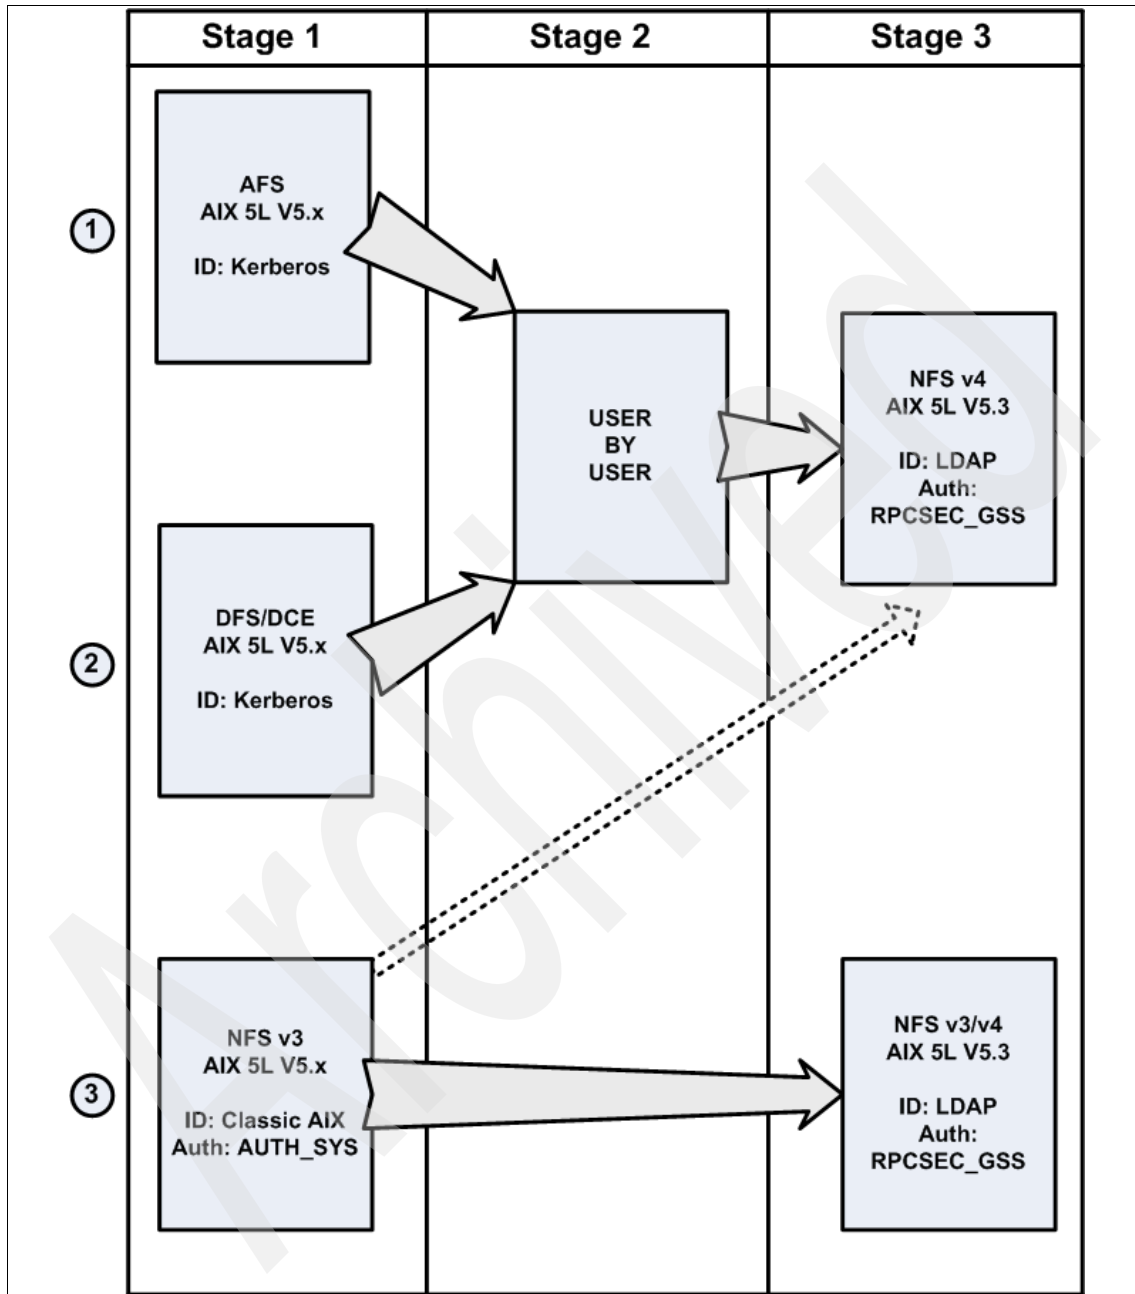 Stage 1
Stage 2
Stage 3
1
AFS
AIX 5L V5.x
ID: Kerberos
USER
BY
USER
NFS v4
AIX 5L V5.3
ID: LDAP
Auth:
RPCSEC_GSS
2
DFS/DCE
AIX 5L V5.x
ID: Kerberos
3
NFS v3
AIX 5L V5.x
ID: Classic AIX
Auth: AUTH_SYS
NFS v3/v4
AIX 5L V5.3
ID: LDAP
Auth:
RPCSEC_GSS
Archived